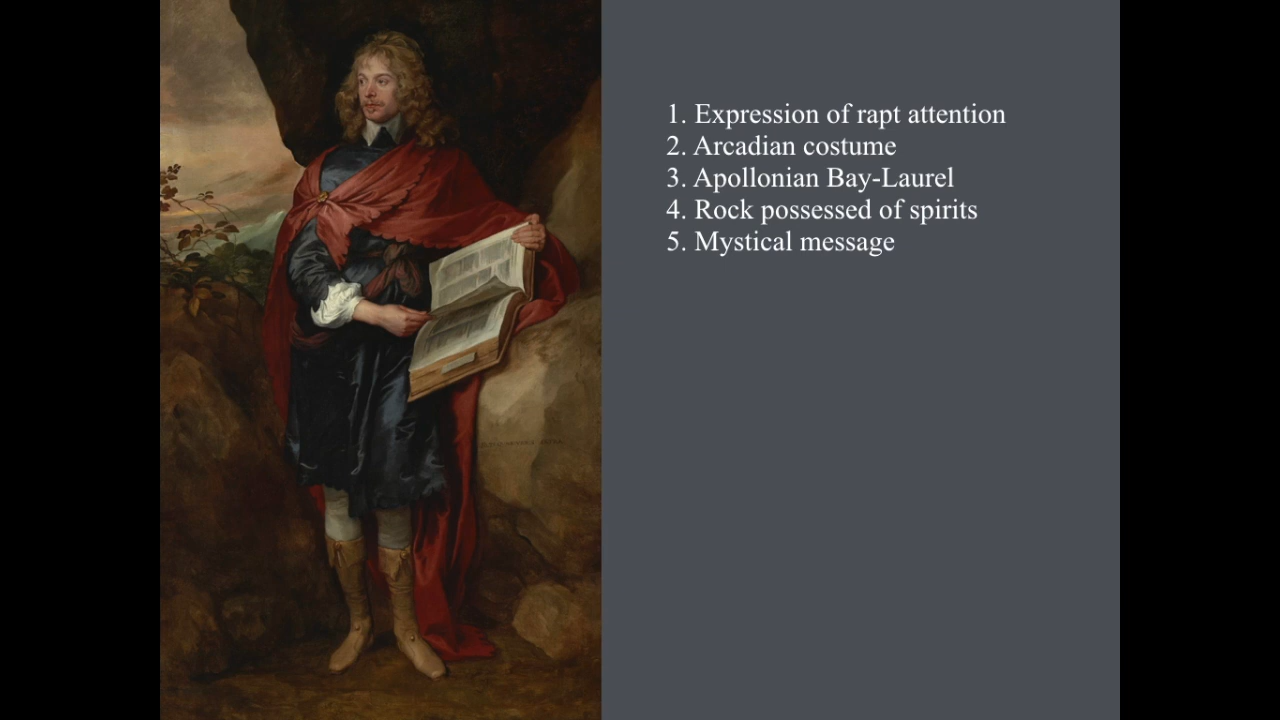 1. Expression of rapt attention
2. Arcadian costume
3. Apollonian Bay-Laurel
4. Rock possessed of spirits
5. Mystical message